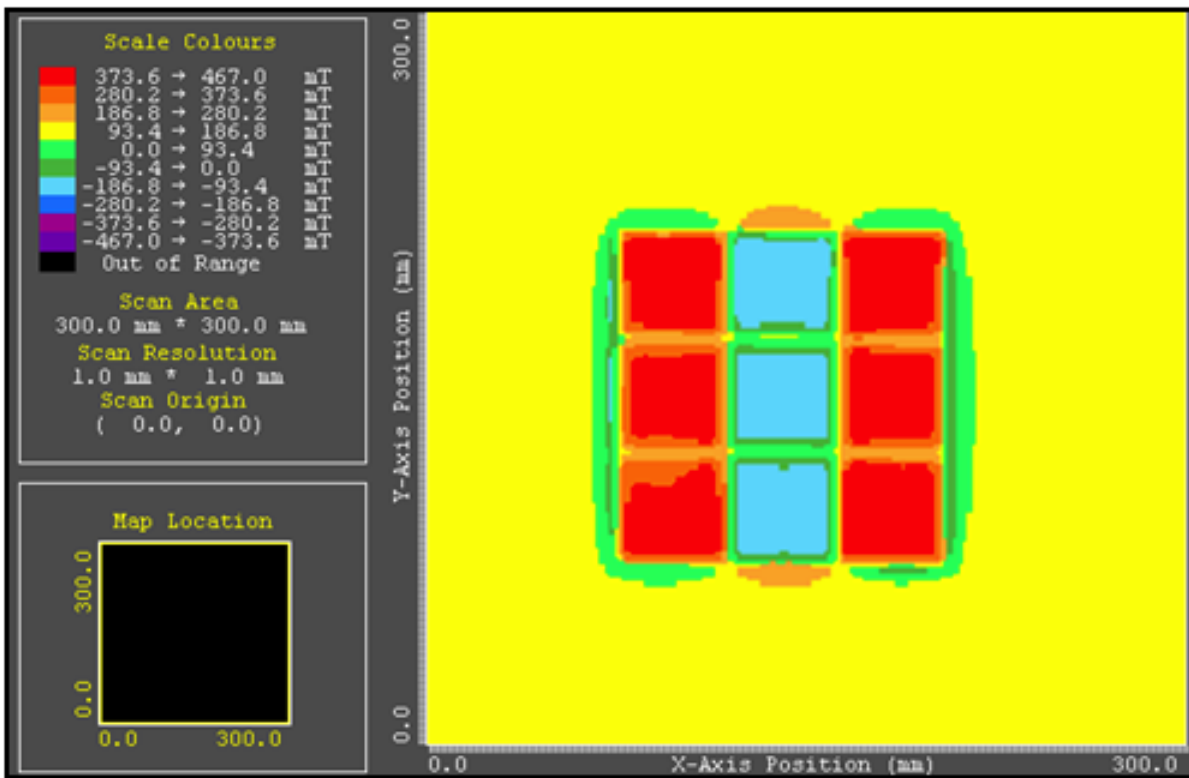 Scale Colours
373.6 → 467.0 mT
280.2 → 373.6 mT
186.8 → 280.2 mT
93.4 → 186.8 mT
0.0 → 93.4 mT
-93.4 → 0.0 mT
-186.8 → -93.4 mT
-280.2 → -186.8 mT
-373.6 → -280.2 mT
-467.0 → -373.6 mT
Out of Range
Scan Area
300.0 mm * 300.0 mm
Scan Resolution
1.0 mm * 1.0 mm
Scan Origin
( 0.0, 0.0)
Map Location
300.0
0.0
0.0 300.0
300.0
Y-Axis Position (mm)
0.0
0.0 X-Axis Position (mm) 300.0